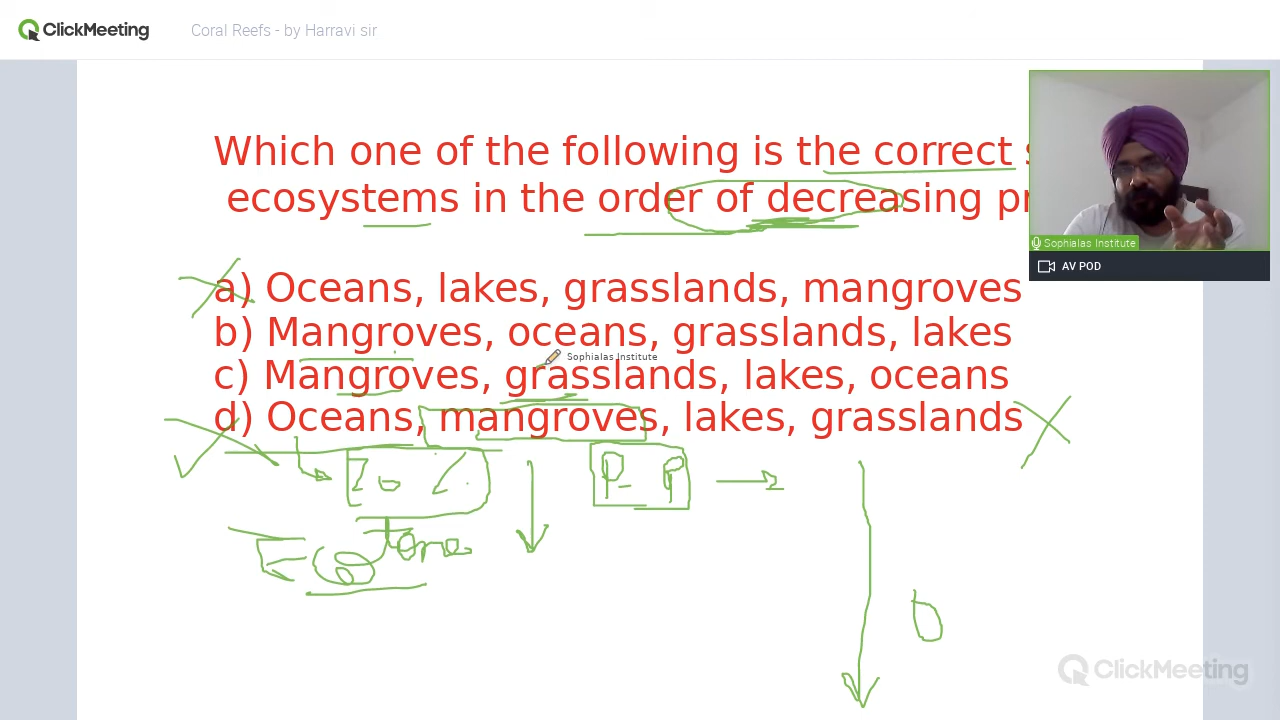 ClickMeeting
Coral Reefs - by Harravi sir
Which one of the following is the correct
ecosystems in the order of decreasing
a) Oceans, lakes, grasslands, mangroves
b) Mangroves, oceans, grasslands, lakes
c) Mangroves, grasslands, lakes, oceans
d) Oceans, mangroves, lakes, grasslands
Sophialas Institute
Sophialas Institute
AV POD
ClickMeeting